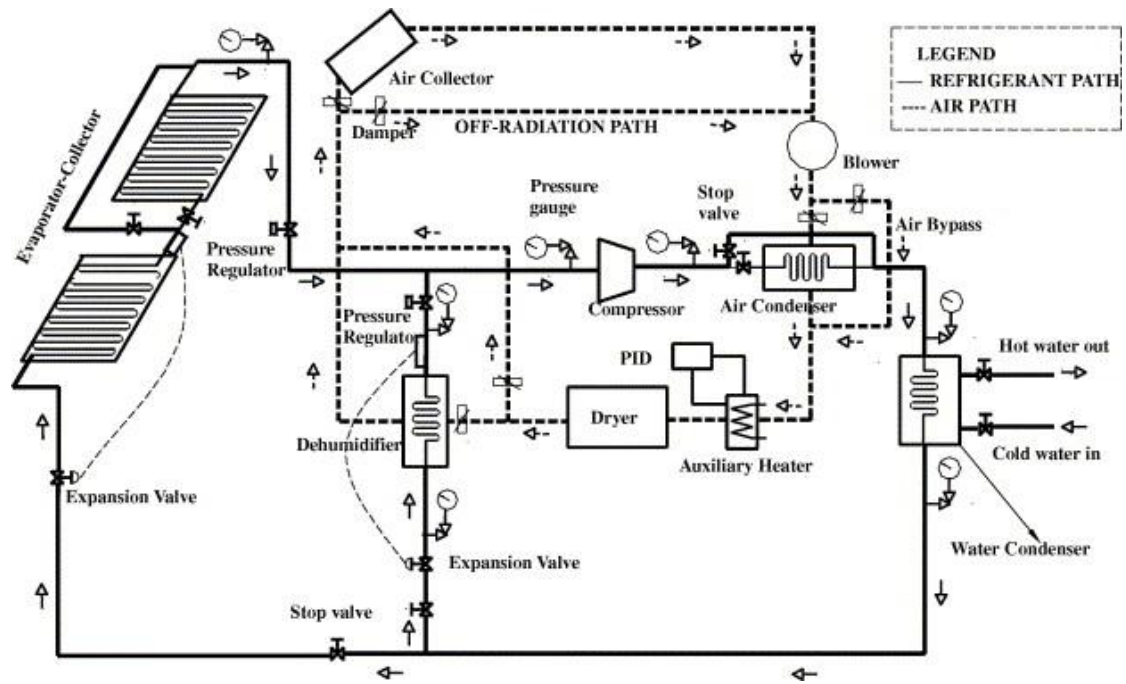 Air Collector
LEGEND
REFRIGERANT PATH
AIR PATH
Damper
OFF-RADIATION PATH
Blower
Evaporator-Collector
Pressure
Regulator
Pressure
gauge
Stop
valve
Air Bypass
Compressor
Air Condenser
Pressure
Regulator
PID
Hot water out
Dryer
Dehumidifier
Auxiliary Heater
Cold water in
Expansion Valve
Expansion Valve
Water Condenser
Stop valve